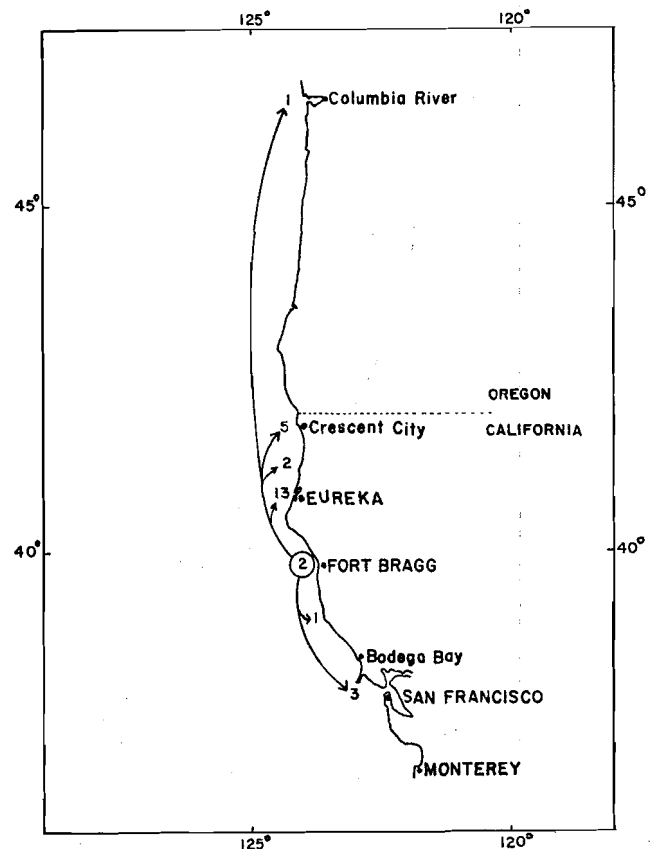 125° 120°
1 Columbia River
45° 45°
OREGON
5 Crescent City CALIFORNIA
2
13 EUREKA
40° 40°
2 FORT BRAGG
1
Bodega Bay
3 SAN FRANCISCO
MONTEREY
125° 120°